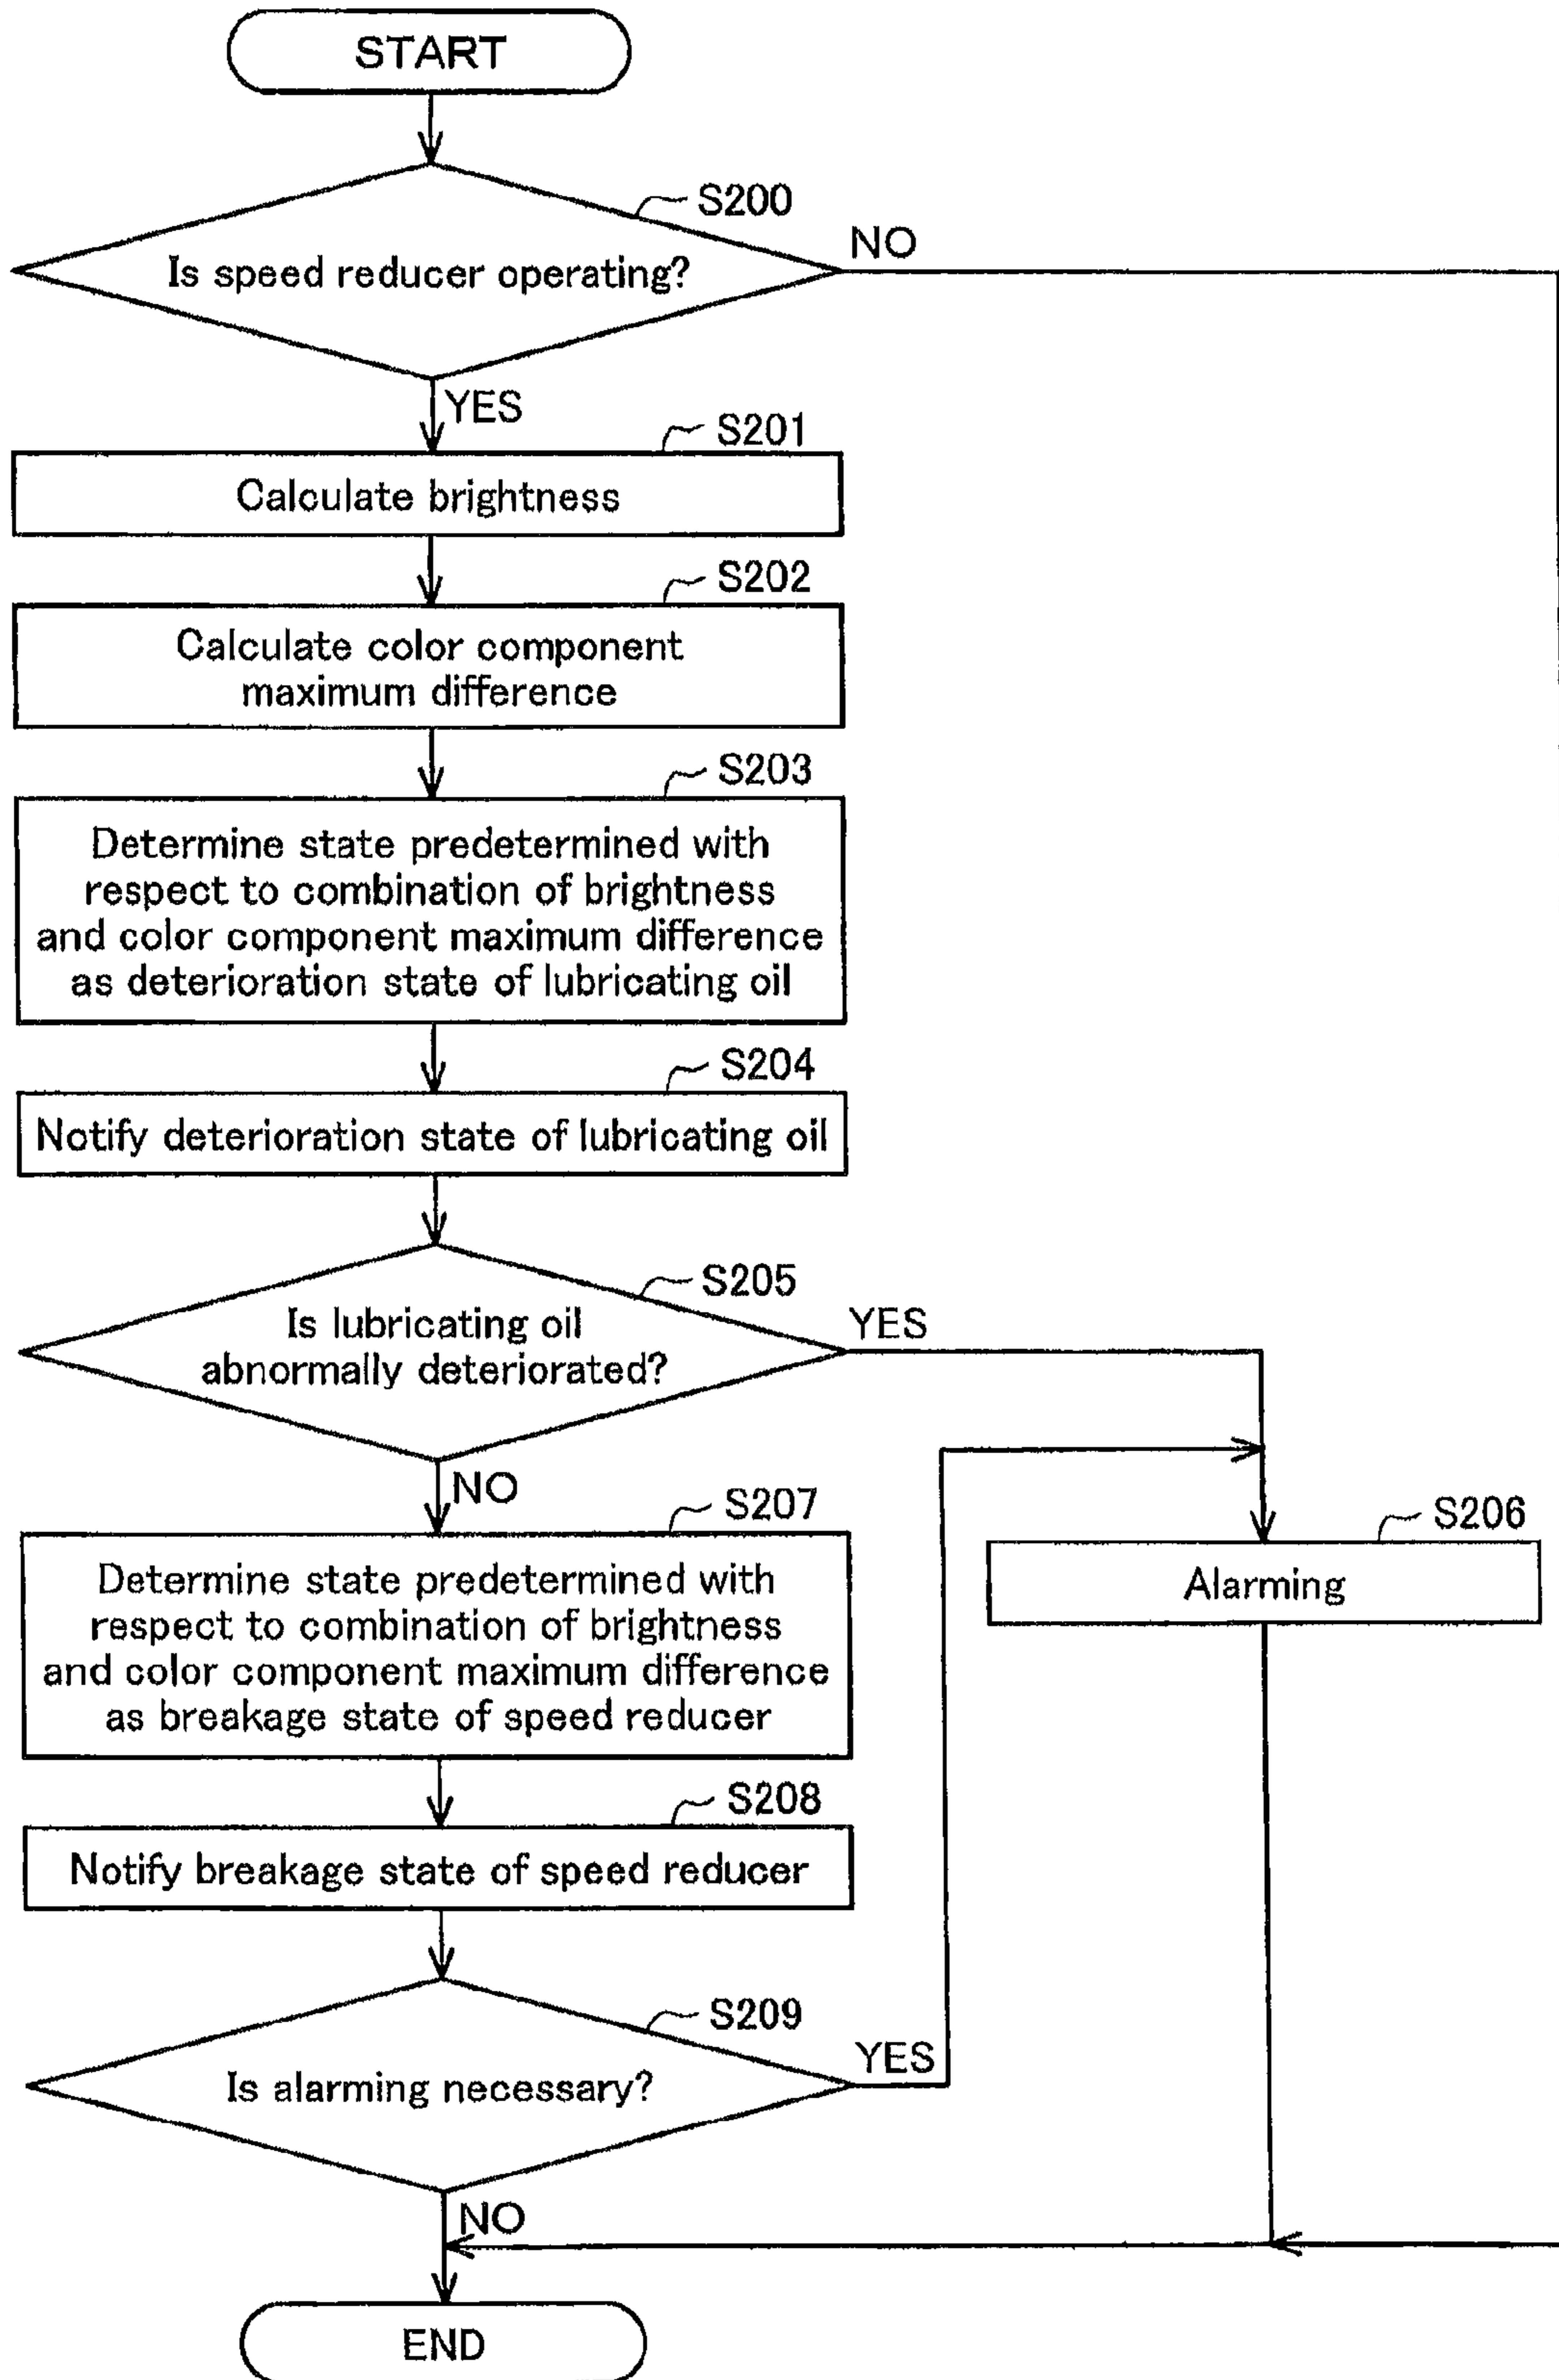 START
S200
Is speed reducer operating?
NO
YES
S201
Calculate brightness
S202
Calculate color component
maximum difference
S203
Determine state predetermined with
respect to combination of brightness
and color component maximum difference
as deterioration state of lubricating oil
S204
Notify deterioration state of lubricating oil
S205
Is lubricating oil
abnormally deteriorated?
YES
NO
S207
Determine state predetermined with
respect to combination of brightness
and color component maximum difference
as breakage state of speed reducer
S206
Alarming
S208
Notify breakage state of speed reducer
S209
Is alarming necessary?
YES
NO
END